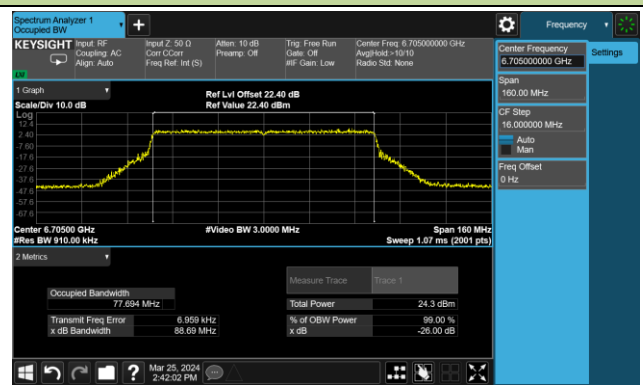 Spectrum Analyzer 1
Occupied BW
Frequency
KEYSIGHT
Input: RF
Coupling: AC
Align: Auto
Input Z: 50 Ω
Corr CCorr
Freq Ref: Int (S)
Atten: 10 dB
Preamp: Off
Trig: Free Run
Gate: Off
#IF Gain: Low
Center Freq: 6.705000000 GHz
Avg|Hold:>10/10
Radio Std: None
Center Frequency
6.705000000 GHz
Settings
Span
160.00 MHz
CF Step
16.000000 MHz
Auto
Man
Freq Offset
0 Hz
1 Graph
Scale/Div 10.0 dB
Ref Lvl Offset 22.40 dB
Ref Value 22.40 dBm
Log
12.4
2.40
-7.60
-17.6
-27.6
-37.6
-47.6
-57.6
-67.6
Center 6.70500 GHz
#Res BW 910.00 kHz
#Video BW 3.0000 MHz
Span 160 MHz
Sweep 1.07 ms (2001 pts)
2 Metrics
Measure Trace
Trace 1
Occupied Bandwidth
77.694 MHz
Total Power
24.3 dBm
Transmit Freq Error
6.959 kHz
% of OBW Power
99.00 %
x dB Bandwidth
88.69 MHz
x dB
-26.00 dB
?
Mar 25, 2024
2:42:02 PM